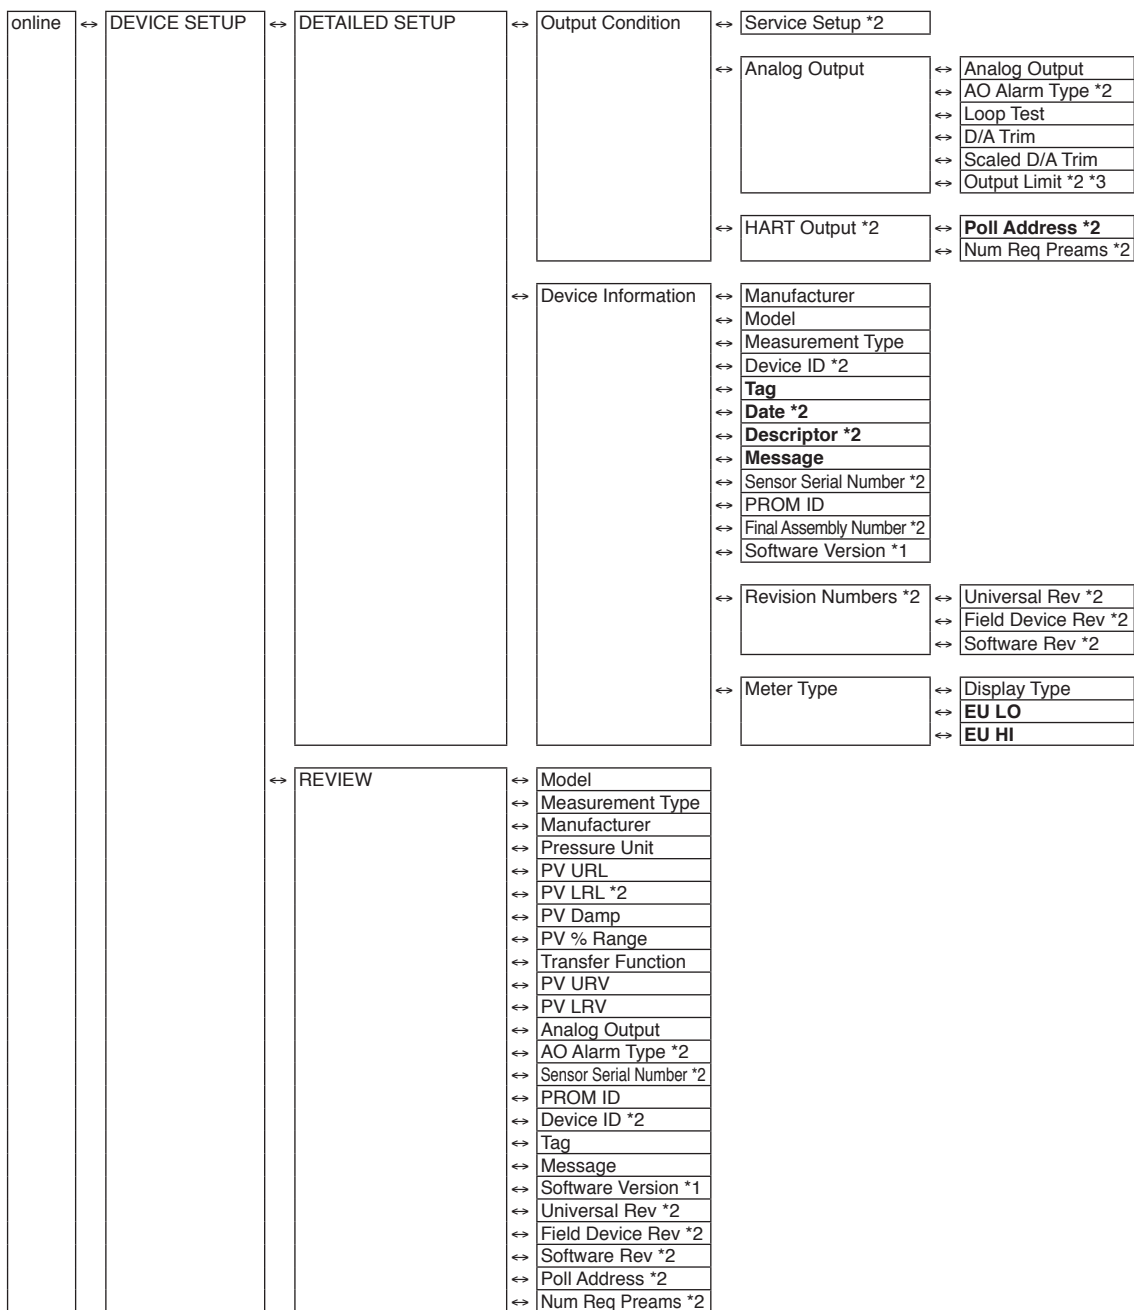 online ↔ DEVICE SETUP ↔ DETAILED SETUP ↔ Output Condition ↔ Service Setup *2
↔ Analog Output ↔ Analog Output
↔ AO Alarm Type *2
↔ Loop Test
↔ D/A Trim
↔ Scaled D/A Trim
↔ Output Limit *2 *3
↔ HART Output *2 ↔ Poll Address *2
↔ Num Req Preams *2
↔ Device Information ↔ Manufacturer
↔ Model
↔ Measurement Type
↔ Device ID *2
↔ Tag
↔ Date *2
↔ Descriptor *2
↔ Message
↔ Sensor Serial Number *2
↔ PROM ID
↔ Final Assembly Number *2
↔ Software Version *1
↔ Revision Numbers *2 ↔ Universal Rev *2
↔ Field Device Rev *2
↔ Software Rev *2
↔ Meter Type ↔ Display Type
↔ EU LO
↔ EU HI
↔ REVIEW ↔ Model
↔ Measurement Type
↔ Manufacturer
↔ Pressure Unit
↔ PV URL
↔ PV LRL *2
↔ PV Damp
↔ PV % Range
↔ Transfer Function
↔ PV URV
↔ PV LRV
↔ Analog Output
↔ AO Alarm Type *2
↔ Sensor Serial Number *2
↔ PROM ID
↔ Device ID *2
↔ Tag
↔ Message
↔ Software Version *1
↔ Universal Rev *2
↔ Field Device Rev *2
↔ Software Rev *2
↔ Poll Address *2
↔ Num Req Preams *2